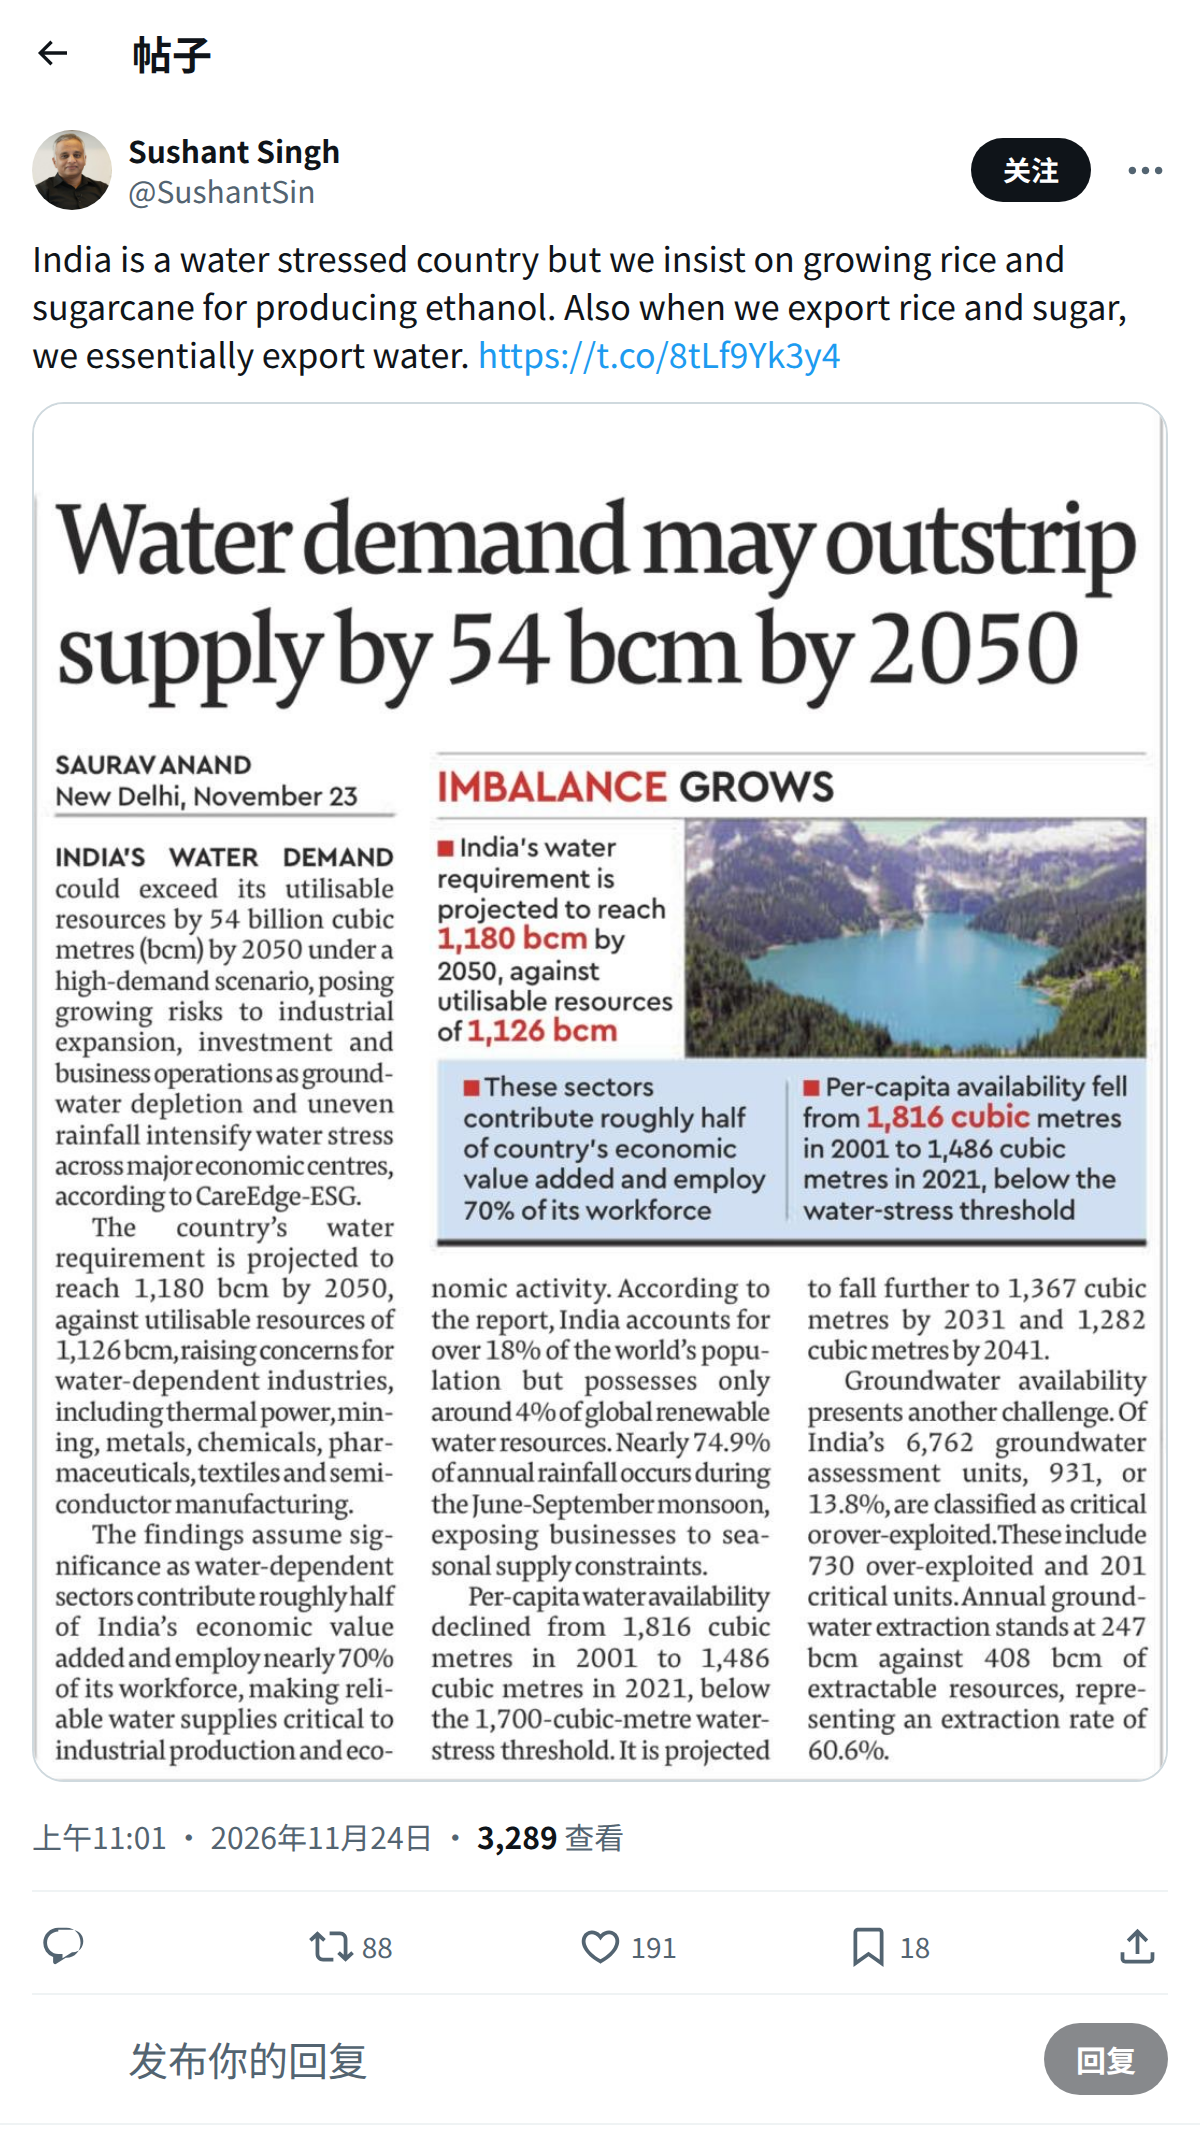 帖子
Sushant Singh
@SushantSin
关注
India is a water stressed country but we insist on growing rice and
sugarcane for producing ethanol. Also when we export rice and sugar,
we essentially export water. https://t.co/8tLf9Yk3y4
Water demand may outstrip
supply by 54 bcm by 2050
SAURAV ANAND
New Delhi, November 23
INDIA'S WATER DEMAND
could exceed its utilisable
resources by 54 billion cubic
metres (bcm) by 2050 under a
high-demand scenario, posing
growing risks to industrial
expansion, investment and
business operations as ground-
water depletion and uneven
rainfall intensify water stress
across major economic centres,
according to CareEdge-ESG.
The country's water
requirement is projected to
reach 1,180 bcm by 2050,
against utilisable resources of
1,126 bcm, raising concerns for
water-dependent industries,
including thermal power, min-
ing, metals, chemicals, phar-
maceuticals, textiles and semi-
conductor manufacturing.
The findings assume sig-
nificance as water-dependent
sectors contribute roughly half
of India's economic value
added and employ nearly 70%
of its workforce, making reli-
able water supplies critical to
industrial production and eco-
IMBALANCE GROWS
■ India's water
requirement is
projected to reach
1,180 bcm by
2050, against
utilisable resources
of 1,126 bcm
■ These sectors
contribute roughly half
of country's economic
value added and employ
70% of its workforce
■ Per-capita availability fell
from 1,816 cubic metres
in 2001 to 1,486 cubic
metres in 2021, below the
water-stress threshold
nomic activity. According to
the report, India accounts for
over 18% of the world's popu-
lation but possesses only
around 4% of global renewable
water resources. Nearly 74.9%
of annual rainfall occurs during
the June-September monsoon,
exposing businesses to sea-
sonal supply constraints.
Per-capita water availability
declined from 1,816 cubic
metres in 2001 to 1,486
cubic metres in 2021, below
the 1,700-cubic-metre water-
stress threshold. It is projected
to fall further to 1,367 cubic
metres by 2031 and 1,282
cubic metres by 2041.
Groundwater availability
presents another challenge. Of
India's 6,762 groundwater
assessment units, 931, or
13.8%, are classified as critical
or over-exploited. These include
730 over-exploited and 201
critical units. Annual ground-
water extraction stands at 247
bcm against 408 bcm of
extractable resources, repre-
senting an extraction rate of
60.6%.
上午11:01 · 2026年11月24日 · 3,289 查看
88
191
18
发布你的回复
回复